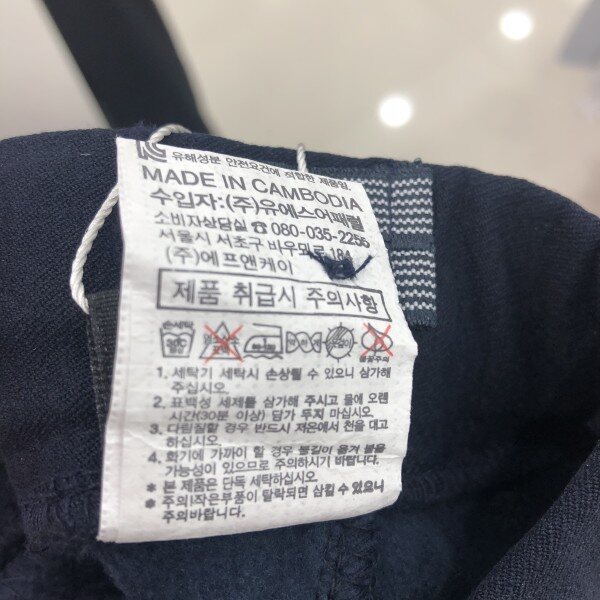 유해성분 안전요건에 적합한 제품임.
MADE IN CAMBODIA
수입자:(주)유에스어패럴
소비자상담실 ☎ 080-035-2256
서울시 서초구 바우뫼로 184
(주)에프앤케이
제품 취급시 주의사항
손세탁
30℃
중성
1. 세탁기 세탁시 손상될 수 있으니 삼가해
주십시오.
2. 표백성 세제를 삼가해 주시고 물에 오랜
시간(30분 이상) 담가 두지 마십시오.
3. 다림질할 경우 반드시 저온에서 천을 대고
하십시오.
4. 화기에 가까이 할 경우 불길이 옮겨 붙을
가능성이 있으므로 주의하시기 바랍니다.
* 본 제품은 단독 세탁하십시오.
* 주의!작은부품이 탈락되면 삼킬 수 있으니
주의바랍니다.